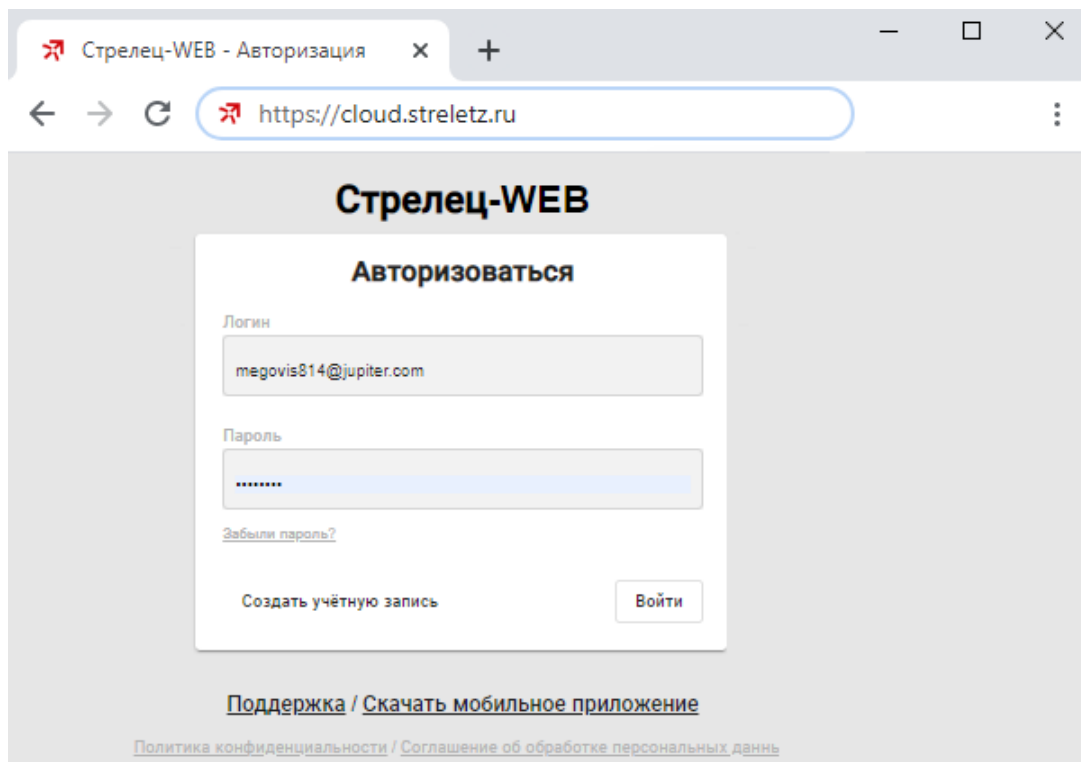 Стрелец-WEB - Авторизация
https://cloud.streletz.ru
Стрелец-WEB
Авторизоваться
Логин
megovis814@jupiter.com
Пароль
••••••••
Забыли пароль?
Создать учётную запись Войти
Поддержка / Скачать мобильное приложение
Политика конфиденциальности / Соглашение об обработке персональных даннь